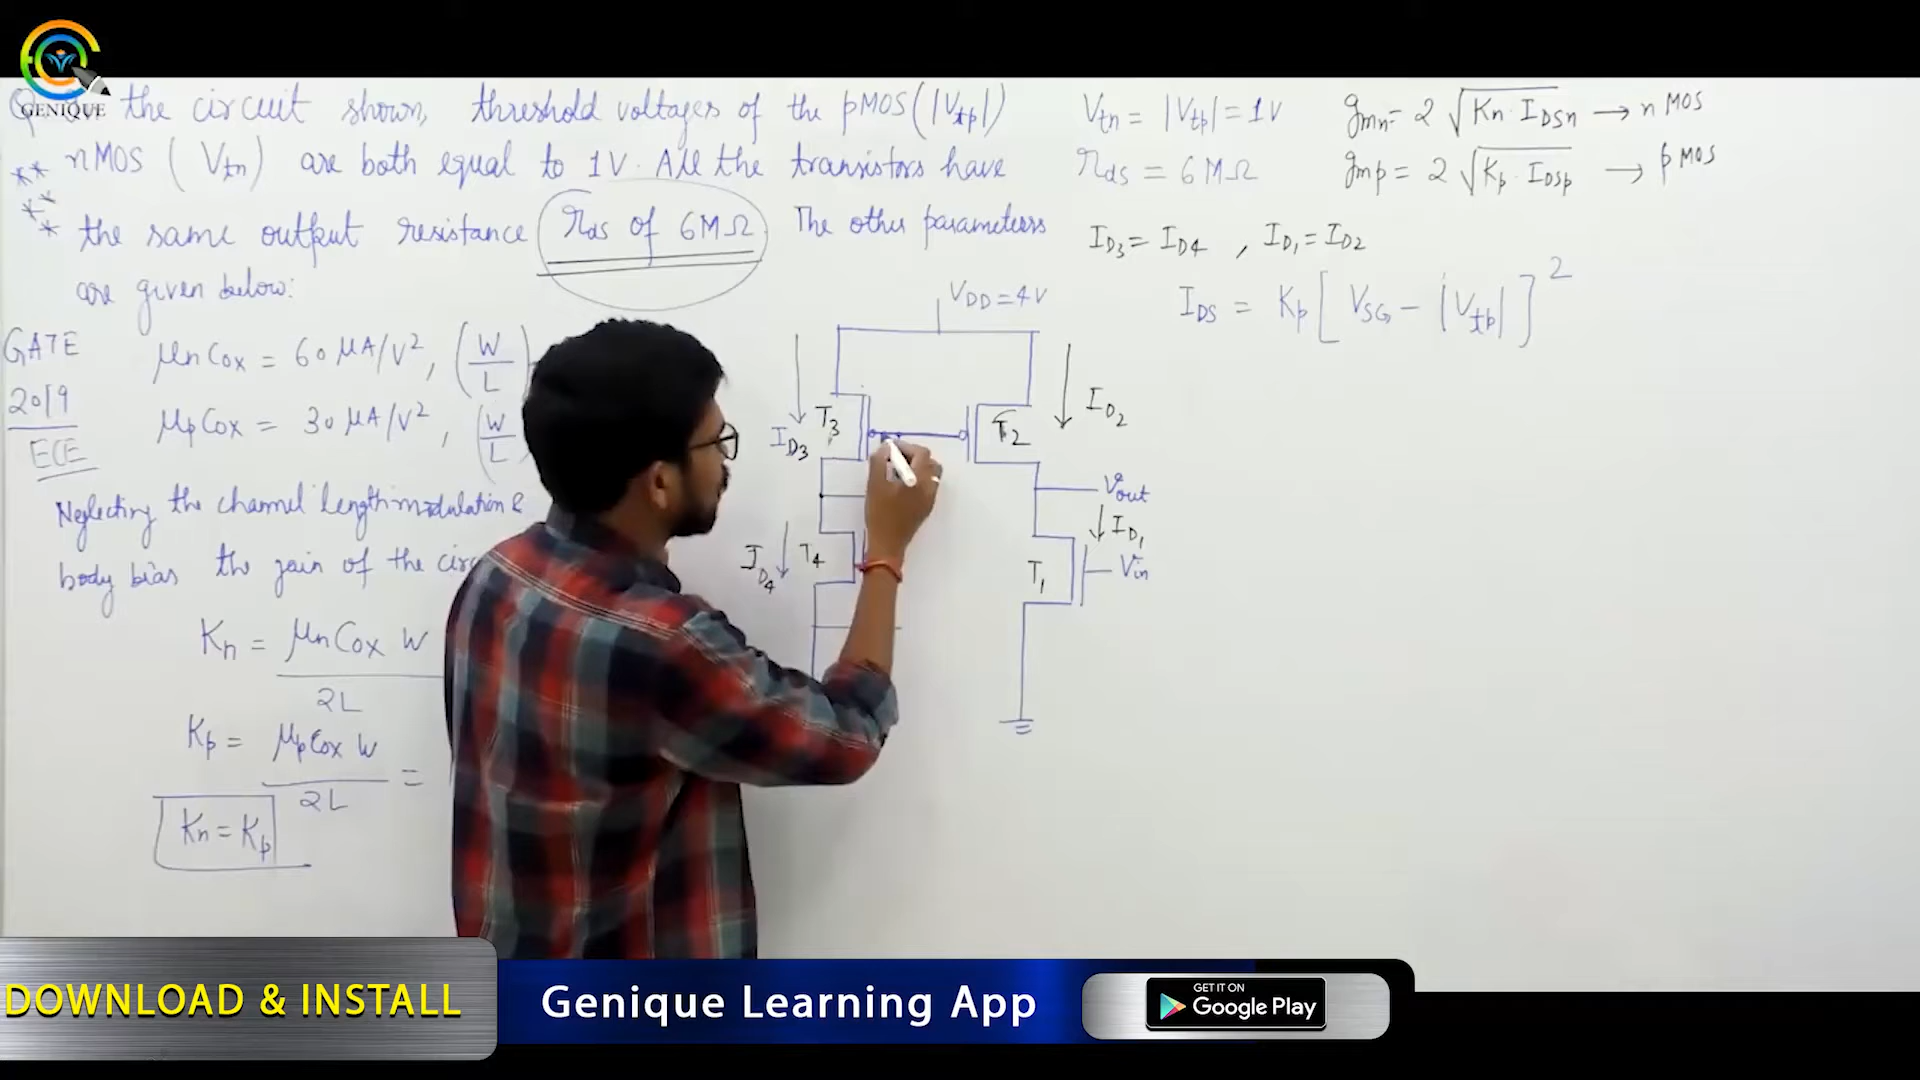 GENIQUE
the circuit shown, threshold voltages of the pMOS (|Vtp|)
** nMOS (Vtn) are both equal to 1V. All the transistors have
** the same output resistance rds of 6MΩ The other parameters
* are given below:
GATE
2019
ECE
μnCox = 60 μA/V², (W/L)
μpCox = 30 μA/V², (W/L)
Neglecting the channel length modulation &
body bias the gain of the circ
Kn = μnCox W / 2L
Kp = μpCox W / 2L =
Kn = Kp
VDD = 4V
T3
ID3
T2
ID2
Vout
ID1
T4
ID4
T1
Vin
Vtn = |Vtp| = 1V
rds = 6MΩ
gmn = 2 √Kn · IDSn → nMOS
gmp = 2 √Kp · IDSp → pMOS
ID3 = ID4 , ID1 = ID2
IDS = Kp [VSG - |Vtp|]²
DOWNLOAD & INSTALL
Genique Learning App
GET IT ON
Google Play